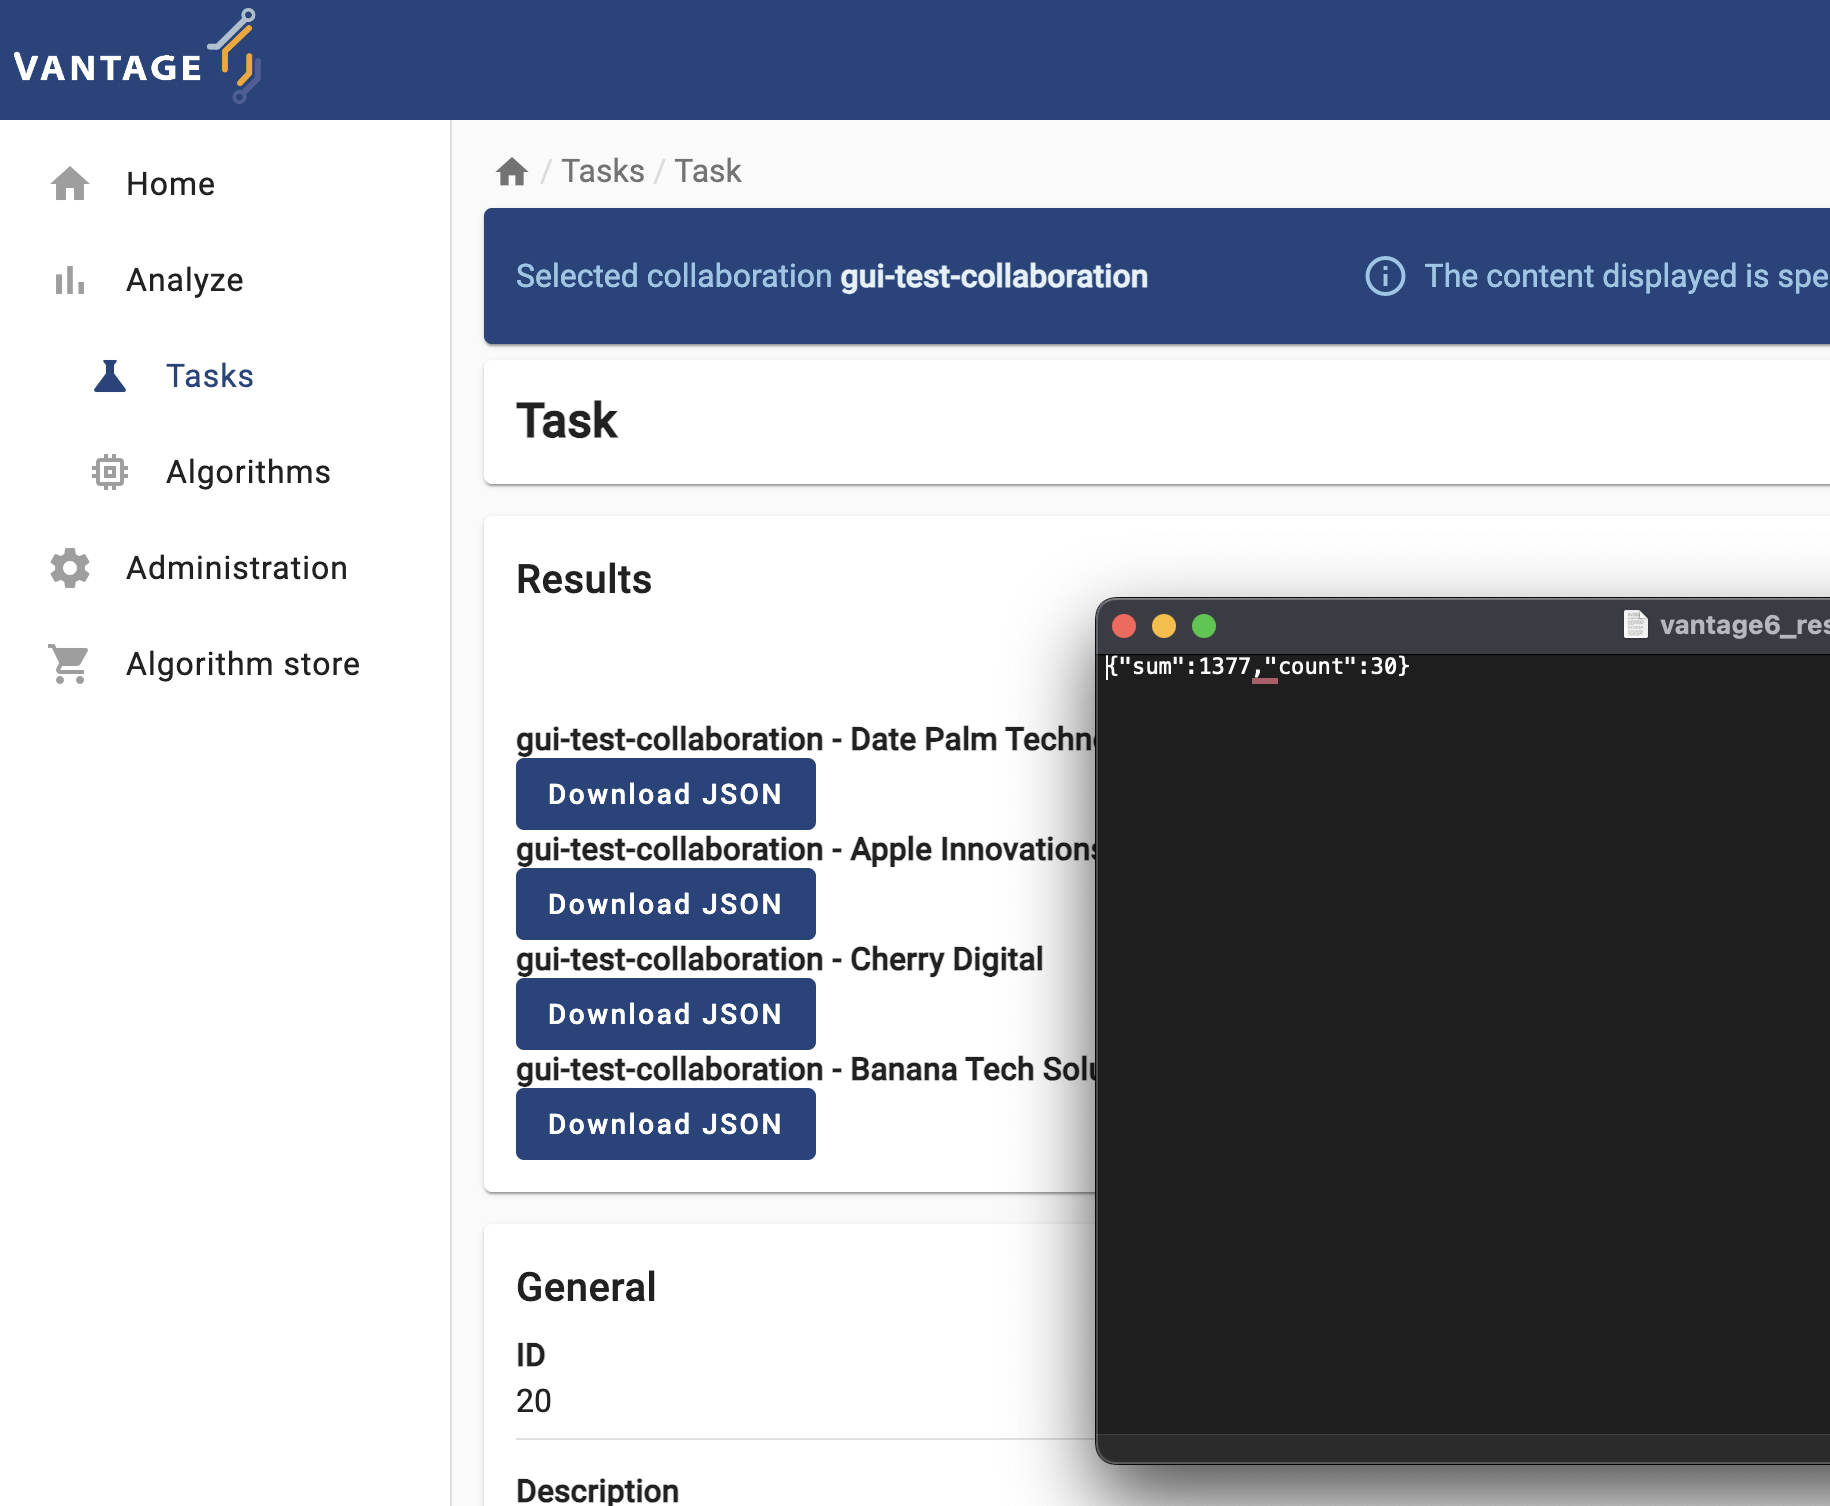 VANTAGE
Home
Analyze
Tasks
Algorithms
Administration
Algorithm store
/ Tasks / Task
Selected collaboration gui-test-collaboration
The content displayed is spe
Task
Results
gui-test-collaboration - Date Palm Techn
Download JSON
gui-test-collaboration - Apple Innovations
Download JSON
gui-test-collaboration - Cherry Digital
Download JSON
gui-test-collaboration - Banana Tech Solu
Download JSON
General
ID
20
Description
vantage6_res
{"sum":1377,"count":30}